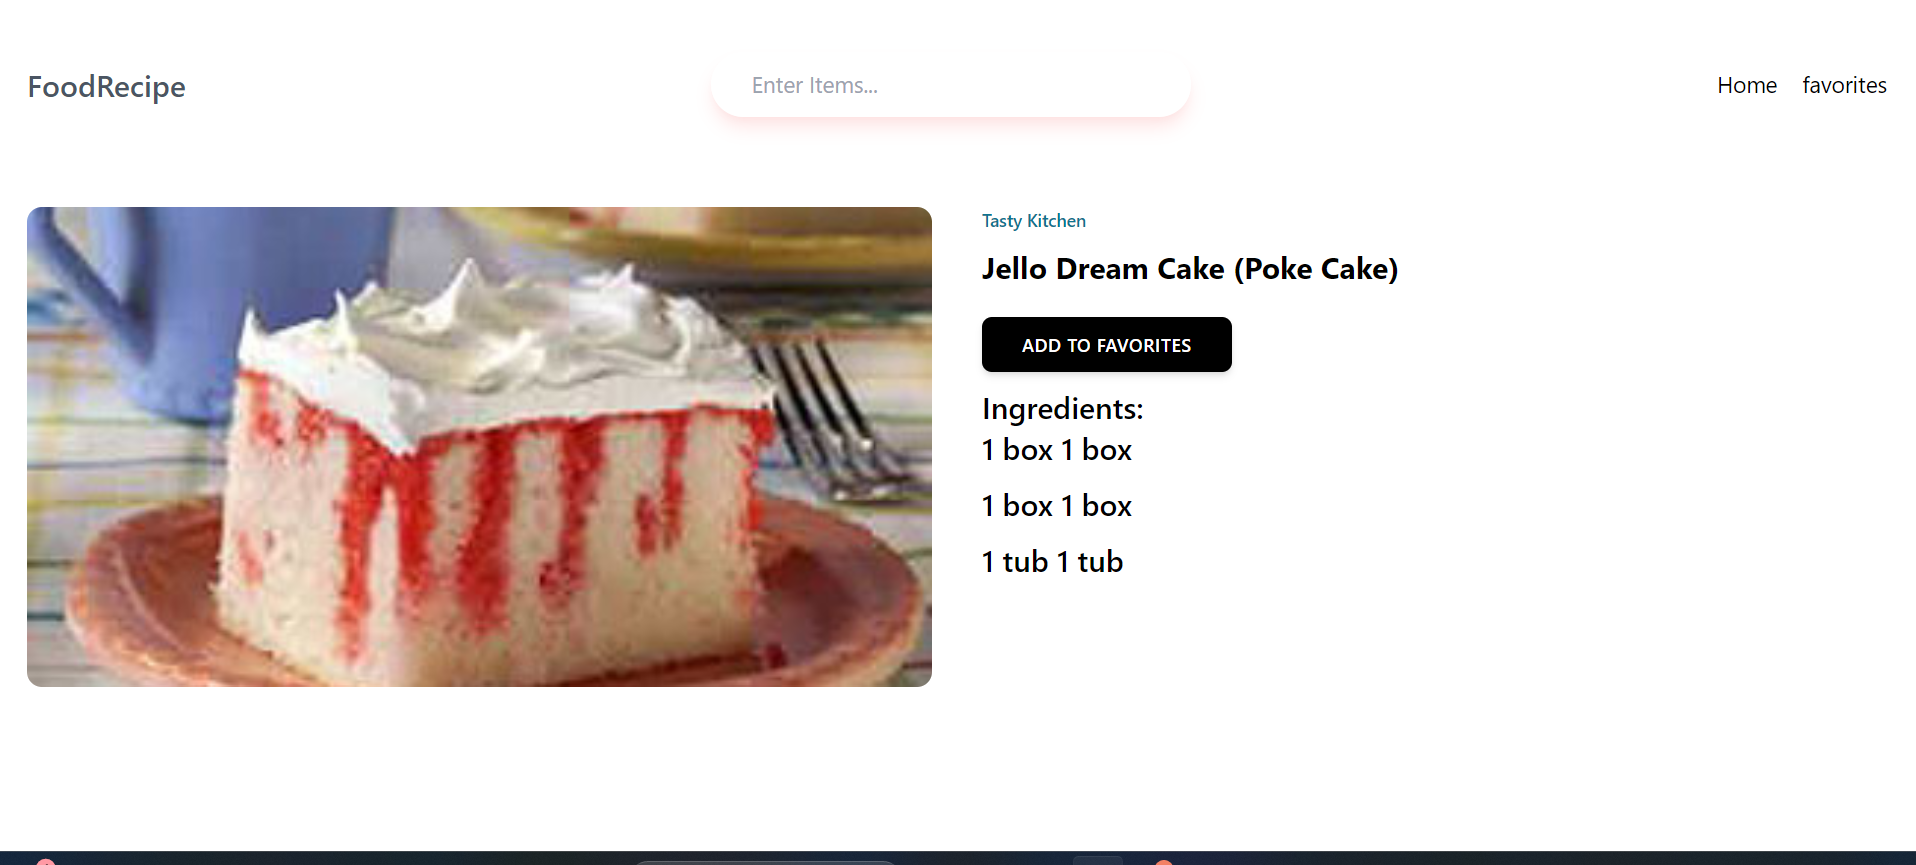 FoodRecipe
Enter Items...
Home favorites
Tasty Kitchen
Jello Dream Cake (Poke Cake)
ADD TO FAVORITES
Ingredients:
1 box 1 box
1 box 1 box
1 tub 1 tub